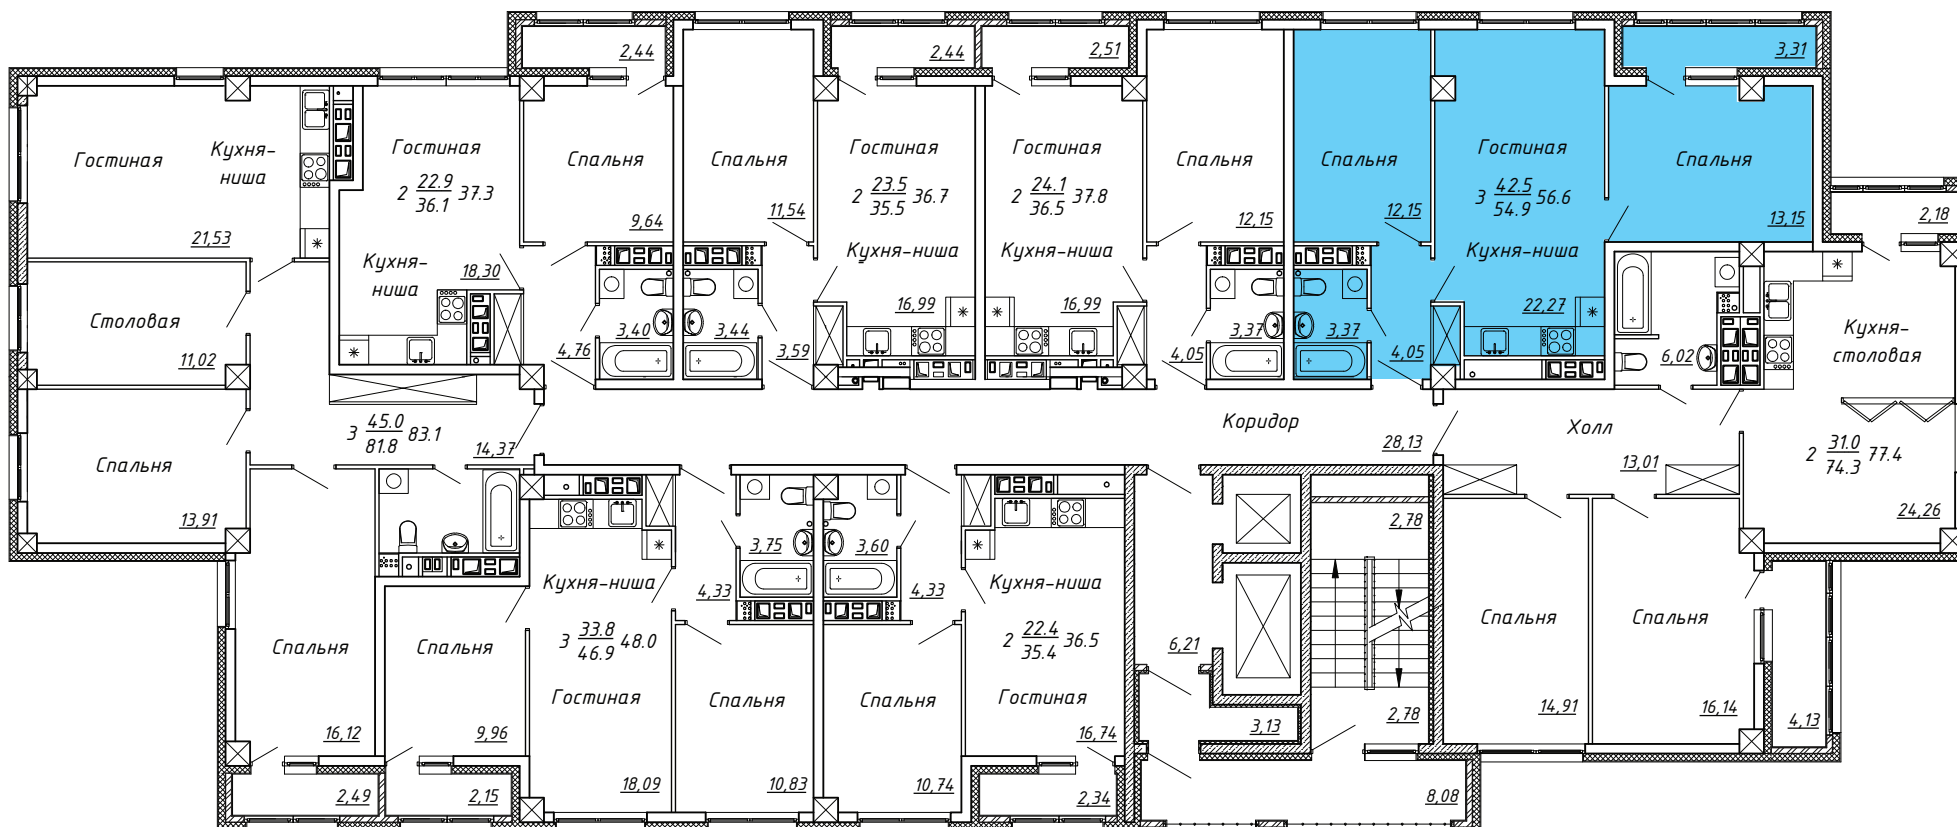 2,44
2,44
2,51
3,31
Гостиная
Кухня-
ниша
21,53
Гостиная
2 22.9 37.3
36.1
Кухня-
ниша
18,30
Спальня
9,64
Спальня
11,54
Гостиная
2 23.5 36.7
35.5
Кухня-ниша
16,99
Гостиная
2 24.1 37.8
36.5
Кухня-ниша
16,99
Спальня
12,15
Спальня
12,15
Гостиная
3 42.5 56.6
54.9
Кухня-ниша
22,27
Спальня
13,15
2,18
Столовая
11,02
4,76
3,40
3,44
3,59
4,05
3,37
3,37
4,05
6,02
Кухня-
столовая
3 45.0 83.1
81.8
14,37
Коридор
28,13
Холл
13,01
2 31.0 77.4
74.3
24,26
Спальня
13,91
Спальня
16,12
Спальня
9,96
Кухня-ниша
3 33.8 48.0
46.9
Гостиная
18,09
4,33
3,75
3,60
4,33
Спальня
10,83
Спальня
10,74
Кухня-ниша
2 22.4 36.5
35.4
Гостиная
16,74
6,21
3,13
2,78
2,78
Спальня
14,91
Спальня
16,14
4,13
2,49
2,15
2,34
8,08